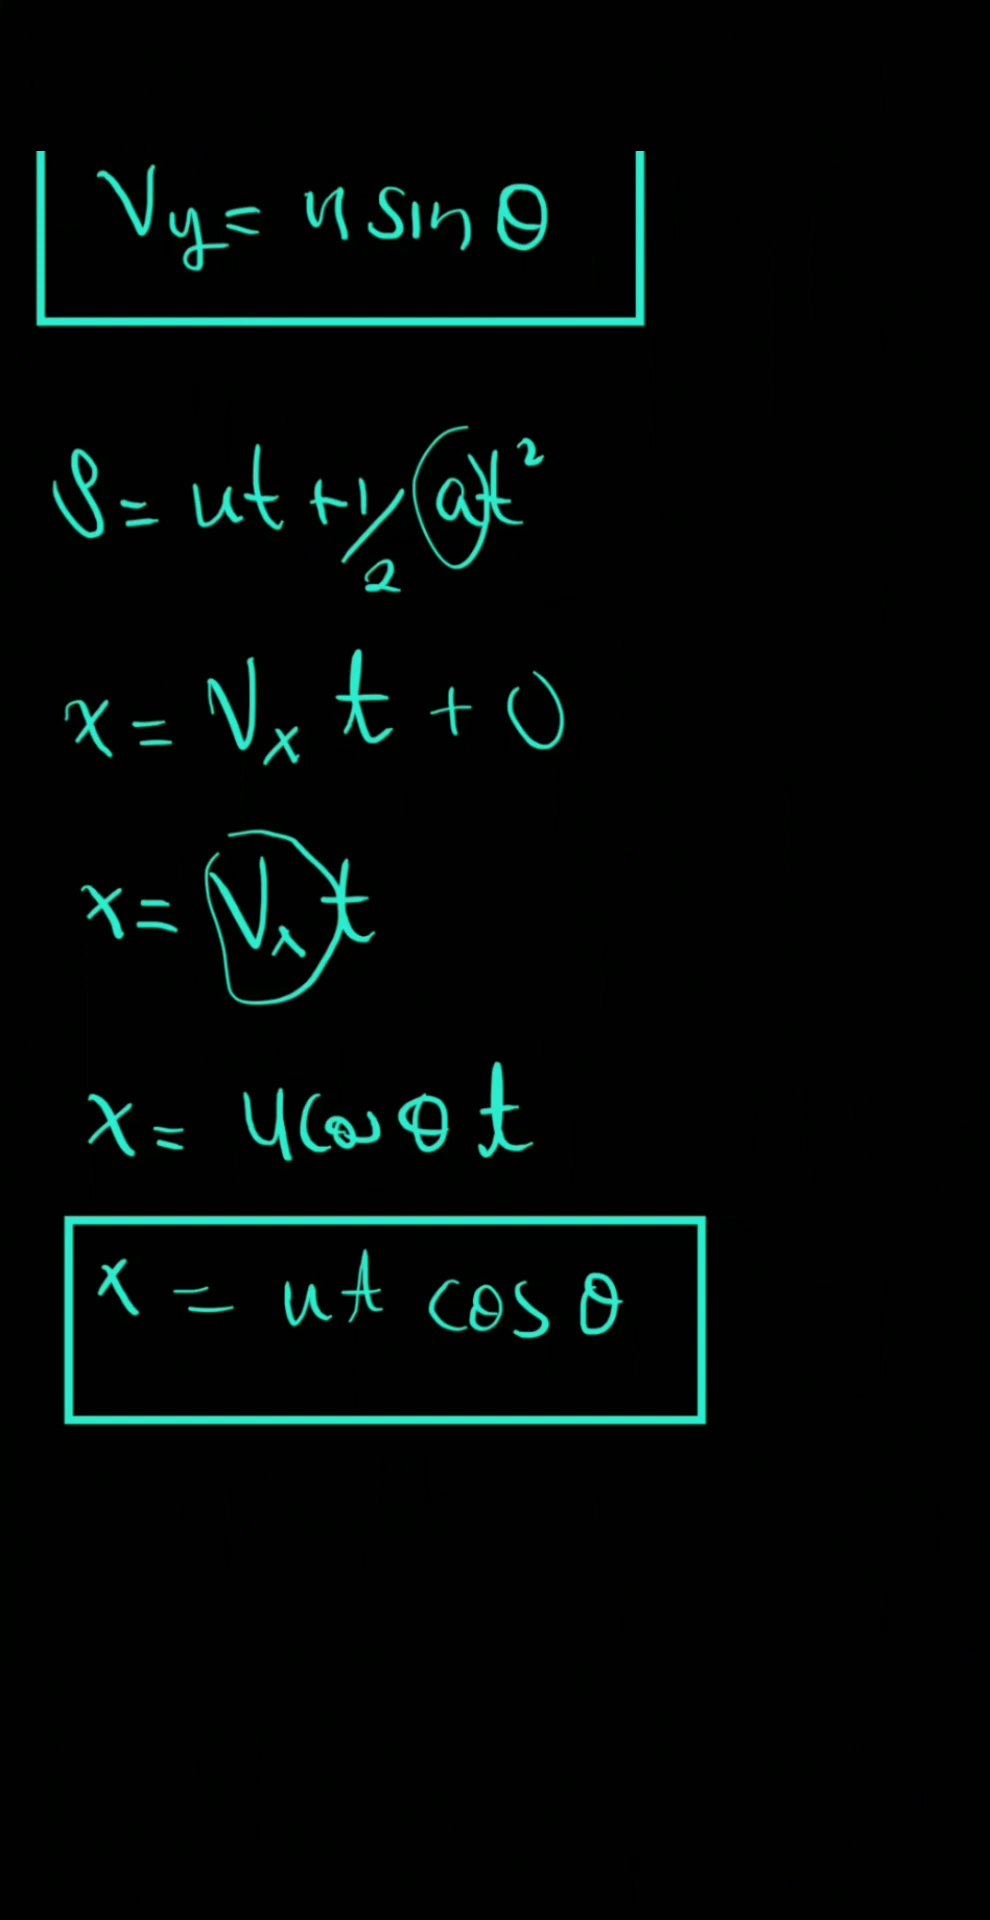 Vy = u sin θ
S = ut + 1/2 at²
x = Vx t + 0
x = Vx t
x = u cos θ t
x = ut cos θ